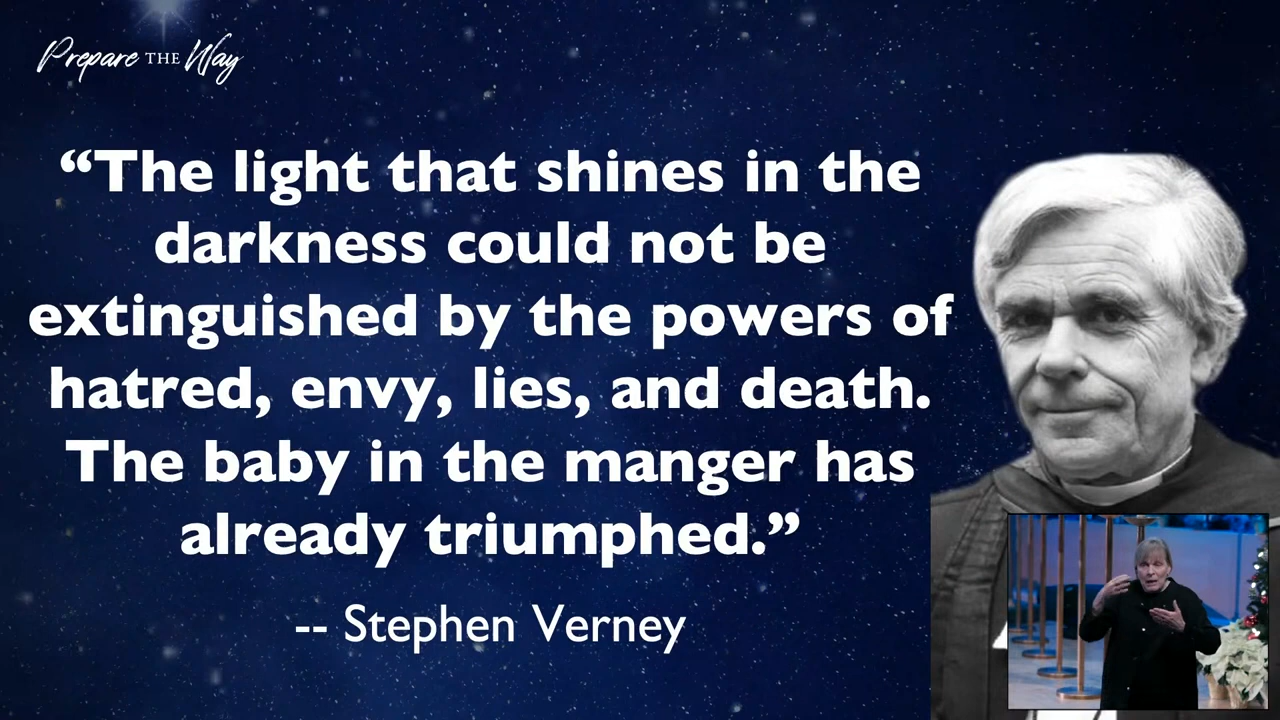 Prepare THE Way
“The light that shines in the
darkness could not be
extinguished by the powers of
hatred, envy, lies, and death.
The baby in the manger has
already triumphed.”
-- Stephen Verney